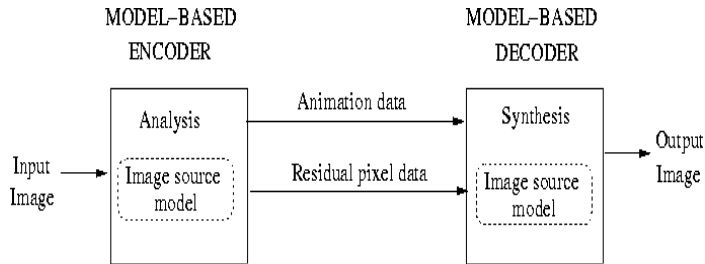 MODEL-BASED
ENCODER
MODEL-BASED
DECODER
Input
Image
Analysis
Image source
model
Animation data
Residual pixel data
Synthesis
Image source
model
Output
Image